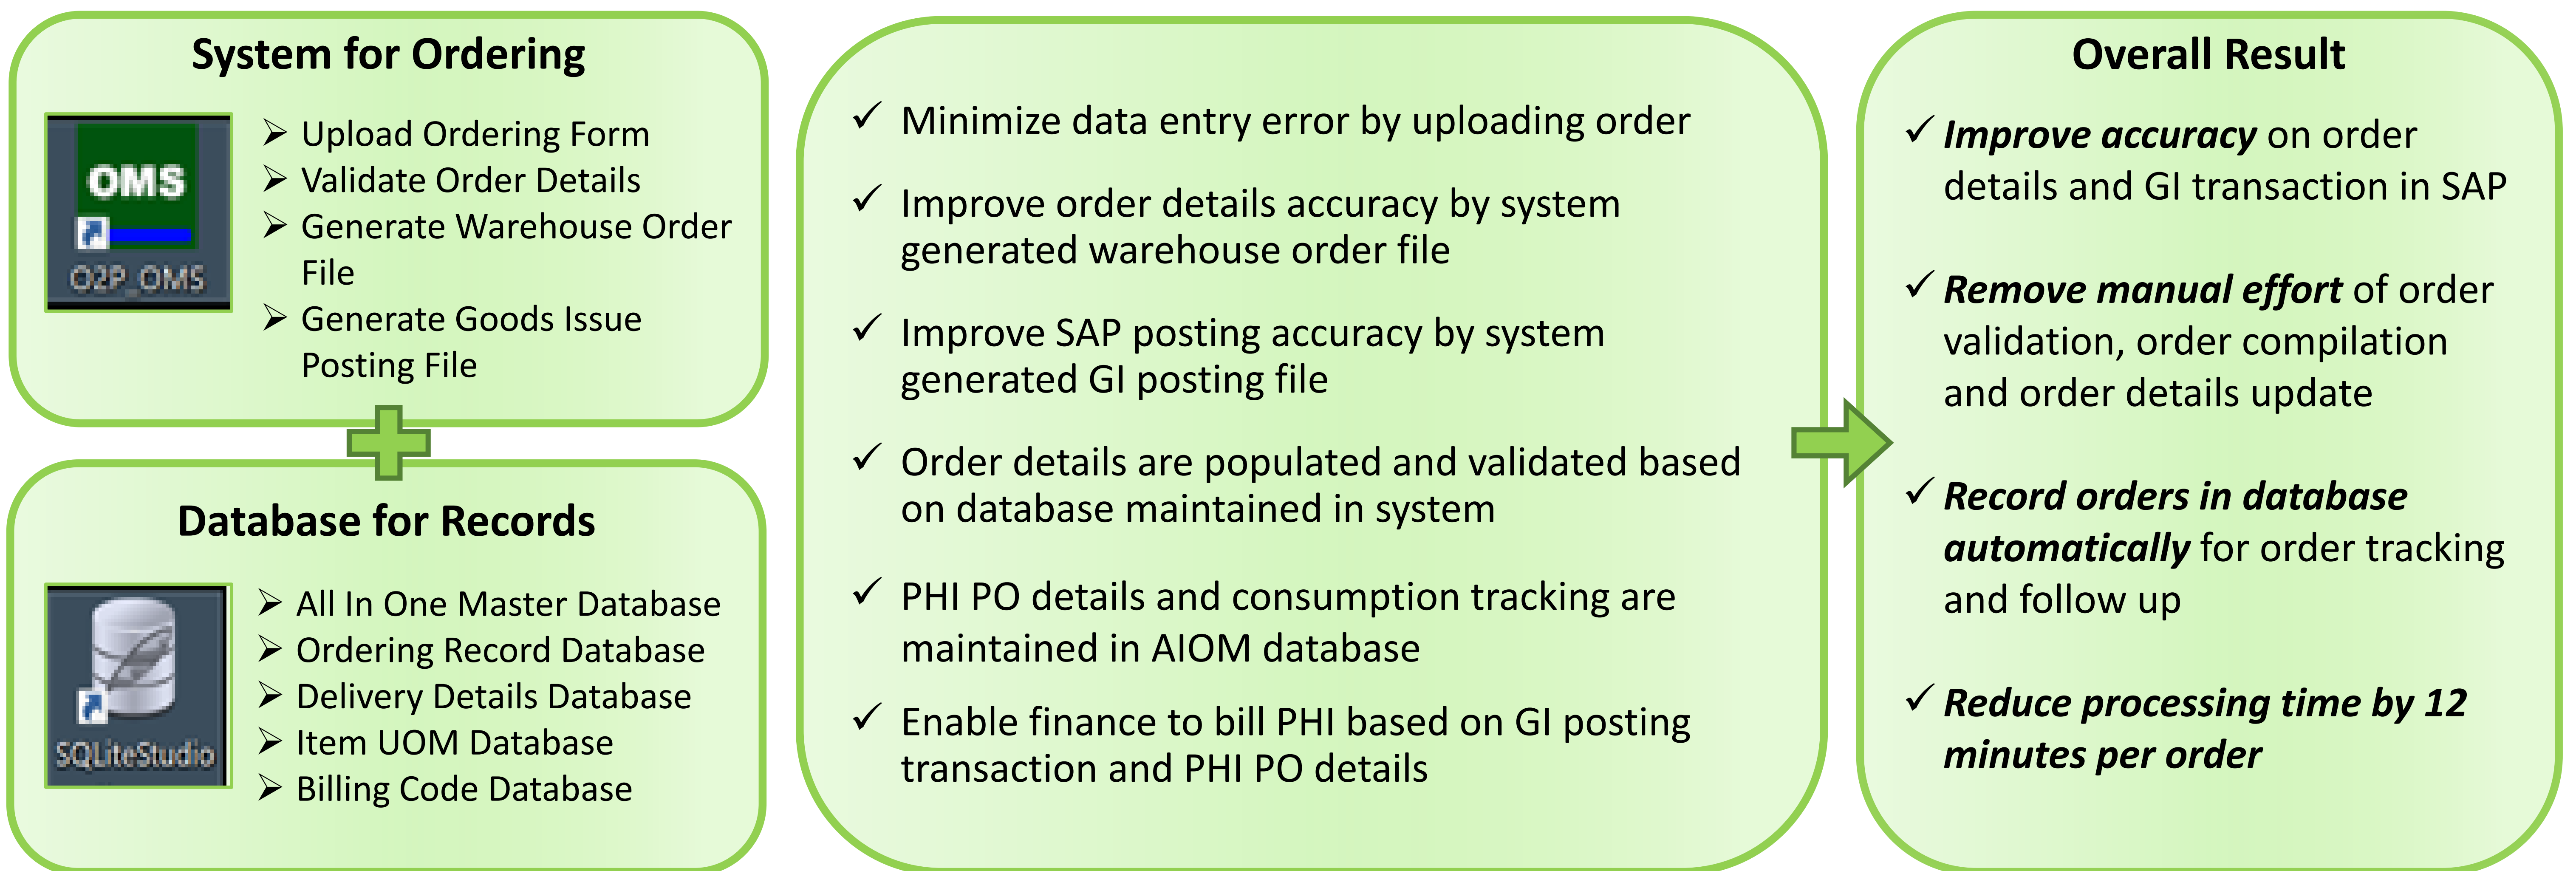 System for Ordering
OMS
O2P_OMS
➢ Upload Ordering Form
➢ Validate Order Details
➢ Generate Warehouse Order
File
➢ Generate Goods Issue
Posting File
Database for Records
SQLiteStudio
➢ All In One Master Database
➢ Ordering Record Database
➢ Delivery Details Database
➢ Item UOM Database
➢ Billing Code Database
✓ Minimize data entry error by uploading order
✓ Improve order details accuracy by system
generated warehouse order file
✓ Improve SAP posting accuracy by system
generated GI posting file
✓ Order details are populated and validated based
on database maintained in system
✓ PHI PO details and consumption tracking are
maintained in AIOM database
✓ Enable finance to bill PHI based on GI posting
transaction and PHI PO details
Overall Result
✓ Improve accuracy on order
details and GI transaction in SAP
✓ Remove manual effort of order
validation, order compilation
and order details update
✓ Record orders in database
automatically for order tracking
and follow up
✓ Reduce processing time by 12
minutes per order